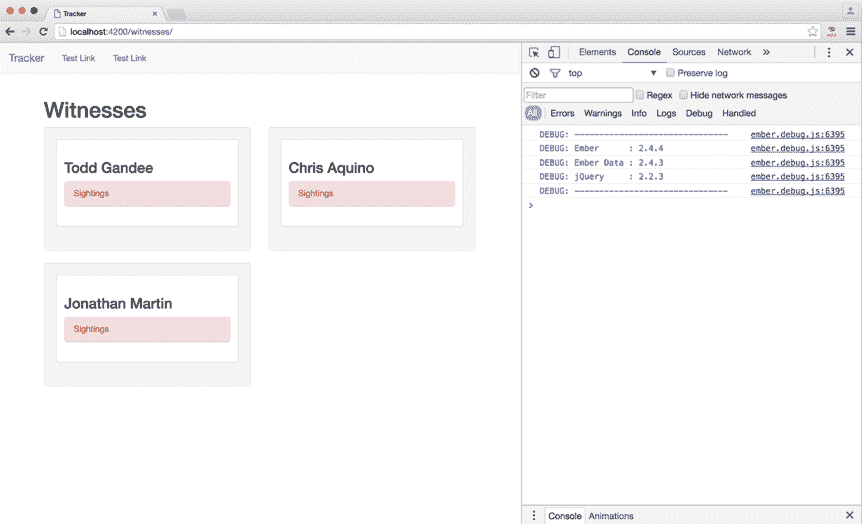 Tracker
localhost:4200/witnesses/
Tracker Test Link Test Link
Witnesses
Todd Gandee
Sightings
Chris Aquino
Sightings
Jonathan Martin
Sightings
Elements Console Sources Network »
top ▼ Preserve log
Filter Regex Hide network messages
All Errors Warnings Info Logs Debug Handled
DEBUG: ------------------------------- ember.debug.js:6395
DEBUG: Ember : 2.4.4 ember.debug.js:6395
DEBUG: Ember Data : 2.4.3 ember.debug.js:6395
DEBUG: jQuery : 2.2.3 ember.debug.js:6395
DEBUG: ------------------------------- ember.debug.js:6395
>
Console Animations